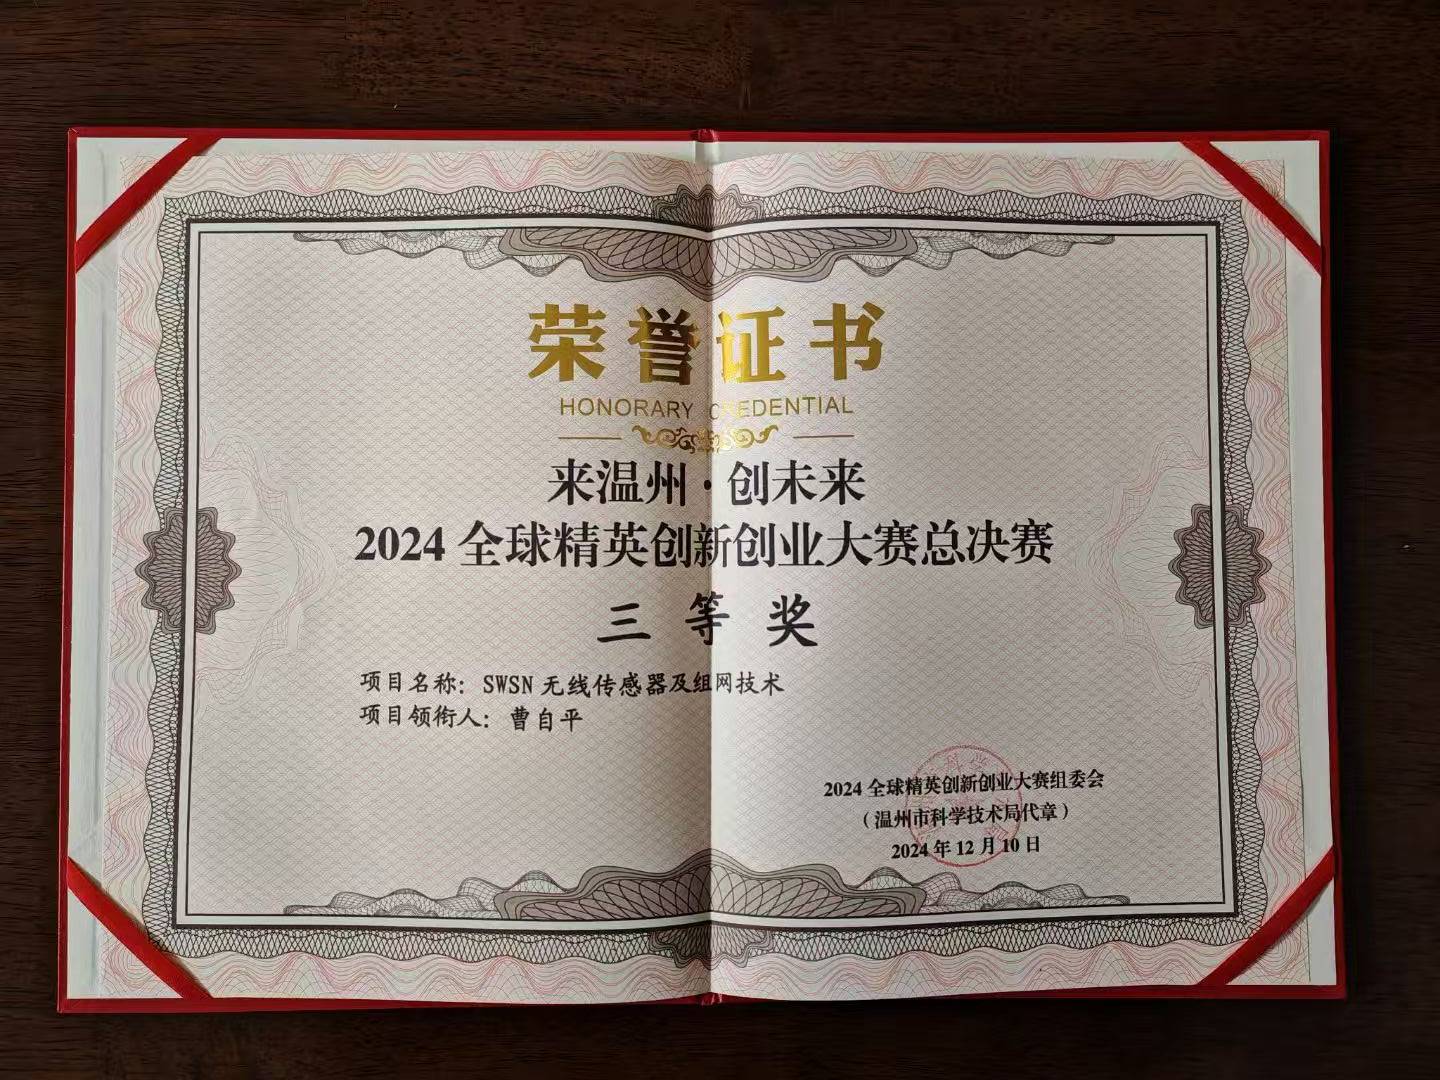 荣誉证书
HONORARY CREDENTIAL
来温州·创未来
2024 全球精英创新创业大赛总决赛
三等奖
项目名称：SWSN 无线传感器及组网技术
项目领衔人：曹自平
2024 全球精英创新创业大赛组委会
（温州市科学技术局代章）
2024 年 12 月 10 日